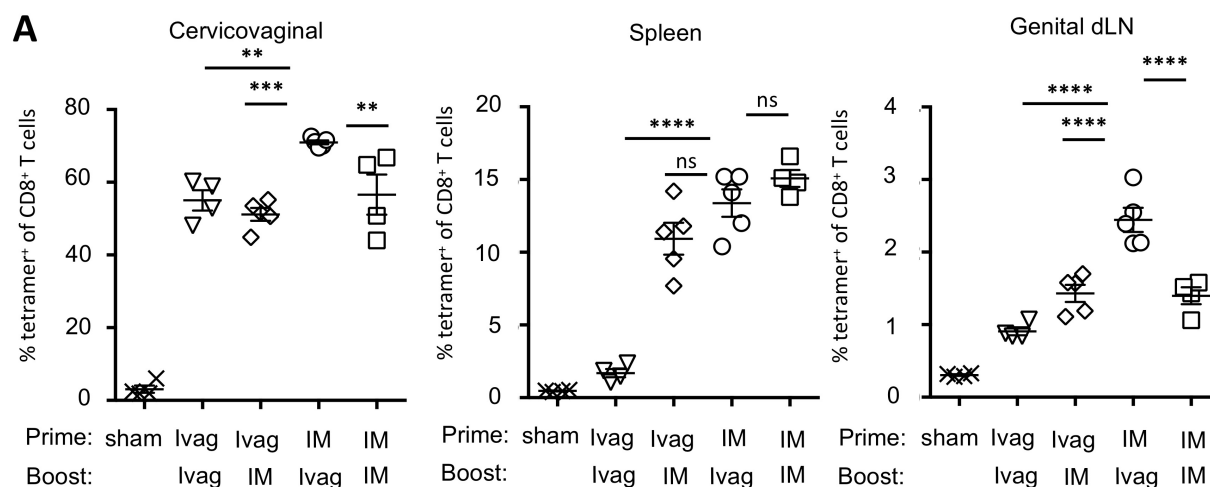 A
Cervicovaginal
Spleen
Genital dLN
**
***
**
****
ns
ns
****
****
****
% tetramer⁺ of CD8⁺ T cells
80
60
40
20
0
% tetramer⁺ of CD8⁺ T cells
20
15
10
5
0
% tetramer⁺ of CD8⁺ T cells
4
3
2
1
0
Prime: sham Ivag Ivag IM IM
Boost: Ivag IM Ivag IM
Prime: sham Ivag Ivag IM IM
Boost: Ivag IM Ivag IM
Prime: sham Ivag Ivag IM IM
Boost: Ivag IM Ivag IM